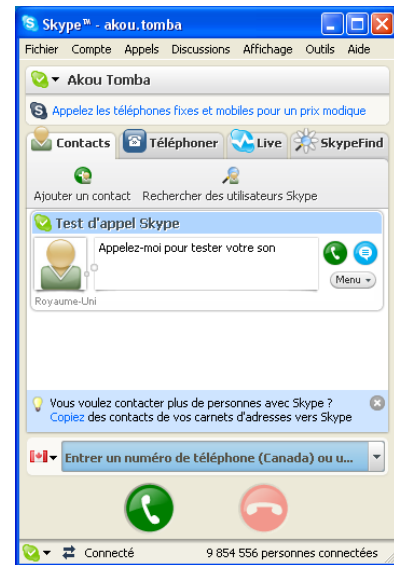 Skype™ - akou.tomba
Fichier Compte Appels Discussions Affichage Outils Aide
Akou Tomba
Appelez les téléphones fixes et mobiles pour un prix modique
Contacts Téléphoner Live SkypeFind
Ajouter un contact Rechercher des utilisateurs Skype
Test d'appel Skype
Appelez-moi pour tester votre son
Menu
Royaume-Uni
Vous voulez contacter plus de personnes avec Skype ?
Copiez des contacts de vos carnets d'adresses vers Skype
Entrer un numéro de téléphone (Canada) ou u...
Connecté 9 854 556 personnes connectées